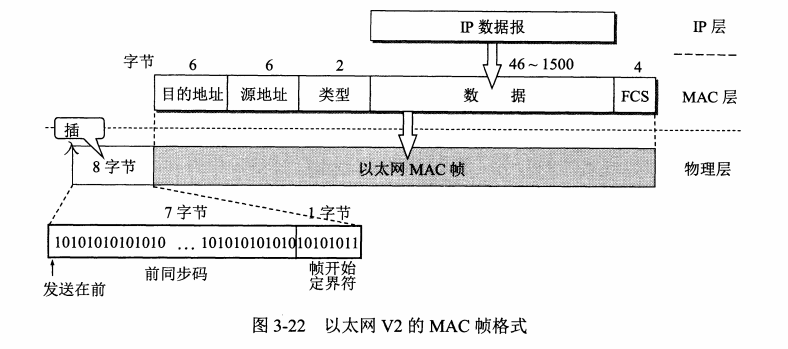 IP 数据报
IP 层
字节
6
6
2
46~1500
4
目的地址
源地址
类型
数 据
FCS
MAC 层
插入
8 字节
以太网 MAC 帧
物理层
7 字节
1 字节
10101010101010 … 101010101010
10101011
发送在前
前同步码
帧开始
定界符
图 3-22 以太网 V2 的 MAC 帧格式